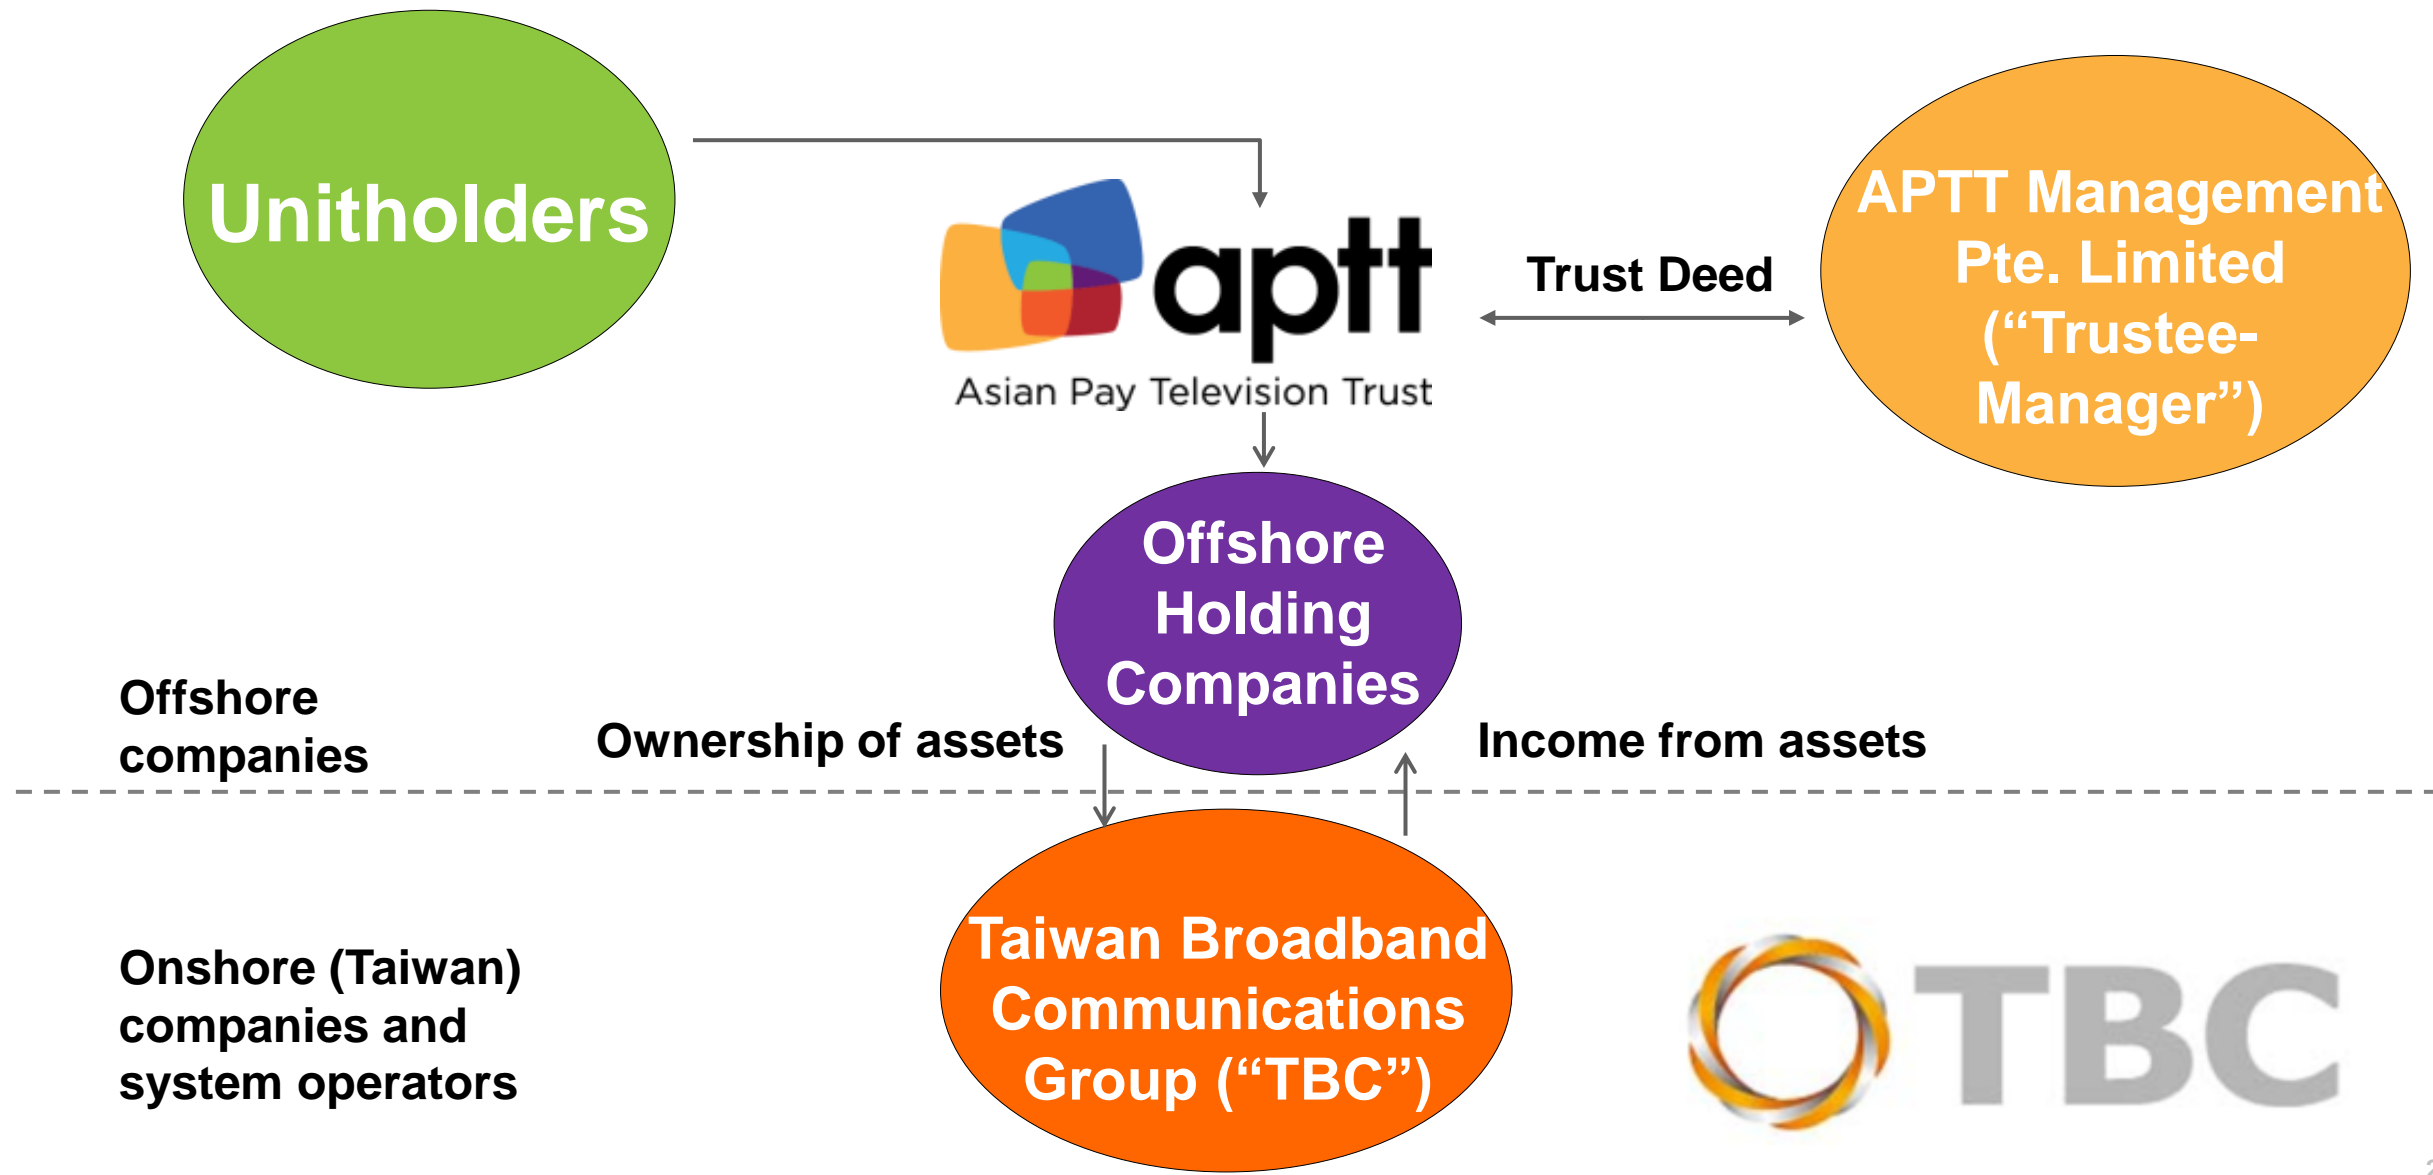 Unitholders
aptt
Asian Pay Television Trust
Trust Deed
APTT Management
Pte. Limited
(“Trustee-
Manager”)
Offshore
Holding
Companies
Offshore
companies
Ownership of assets
Income from assets
Taiwan Broadband
Communications
Group (“TBC”)
Onshore (Taiwan)
companies and
system operators
TBC